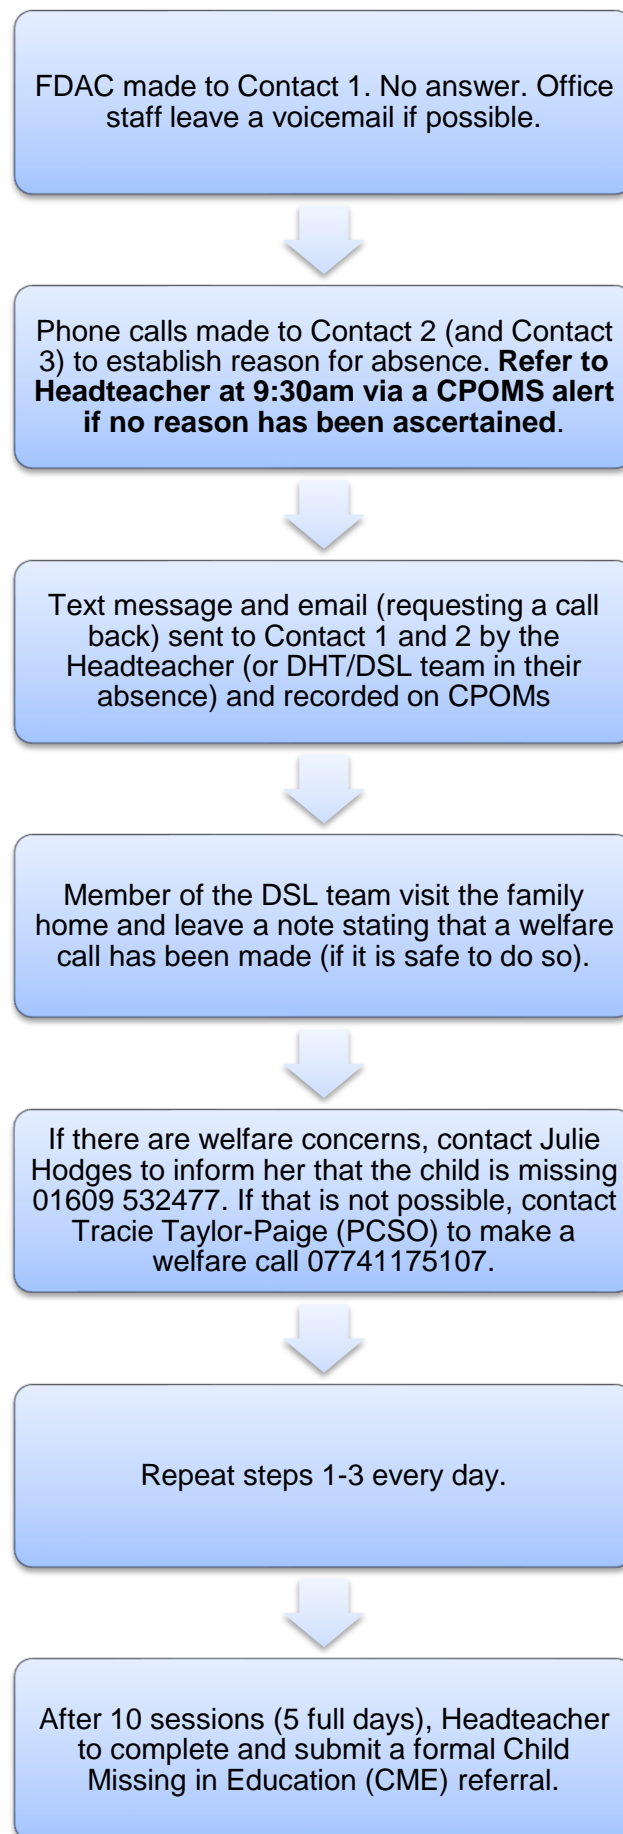 FDAC made to Contact 1. No answer. Office
staff leave a voicemail if possible.
Phone calls made to Contact 2 (and Contact
3) to establish reason for absence. Refer to
Headteacher at 9:30am via a CPOMS alert
if no reason has been ascertained.
Text message and email (requesting a call
back) sent to Contact 1 and 2 by the
Headteacher (or DHT/DSL team in their
absence) and recorded on CPOMs
Member of the DSL team visit the family
home and leave a note stating that a welfare
call has been made (if it is safe to do so).
If there are welfare concerns, contact Julie
Hodges to inform her that the child is missing
01609 532477. If that is not possible, contact
Tracie Taylor-Paige (PCSO) to make a
welfare call 07741175107.
Repeat steps 1-3 every day.
After 10 sessions (5 full days), Headteacher
to complete and submit a formal Child
Missing in Education (CME) referral.